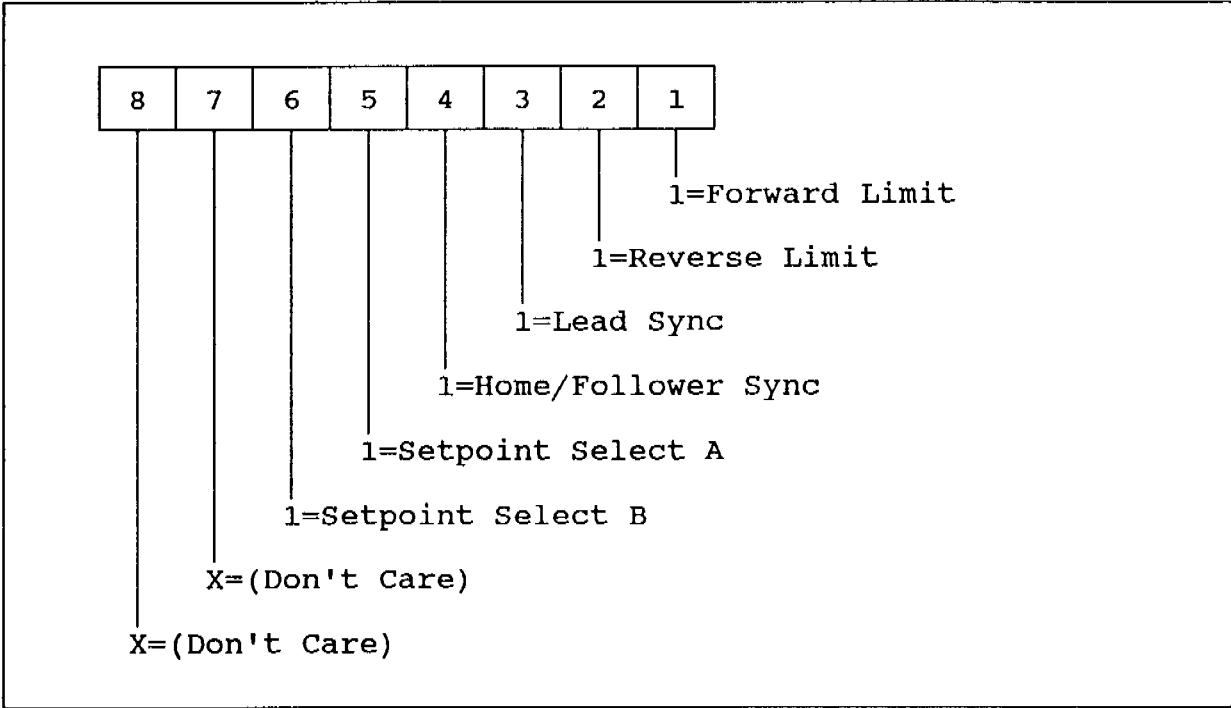 8 7 6 5 4 3 2 1
1=Forward Limit
1=Reverse Limit
1=Lead Sync
1=Home/Follower Sync
1=Setpoint Select A
1=Setpoint Select B
X=(Don't Care)
X=(Don't Care)